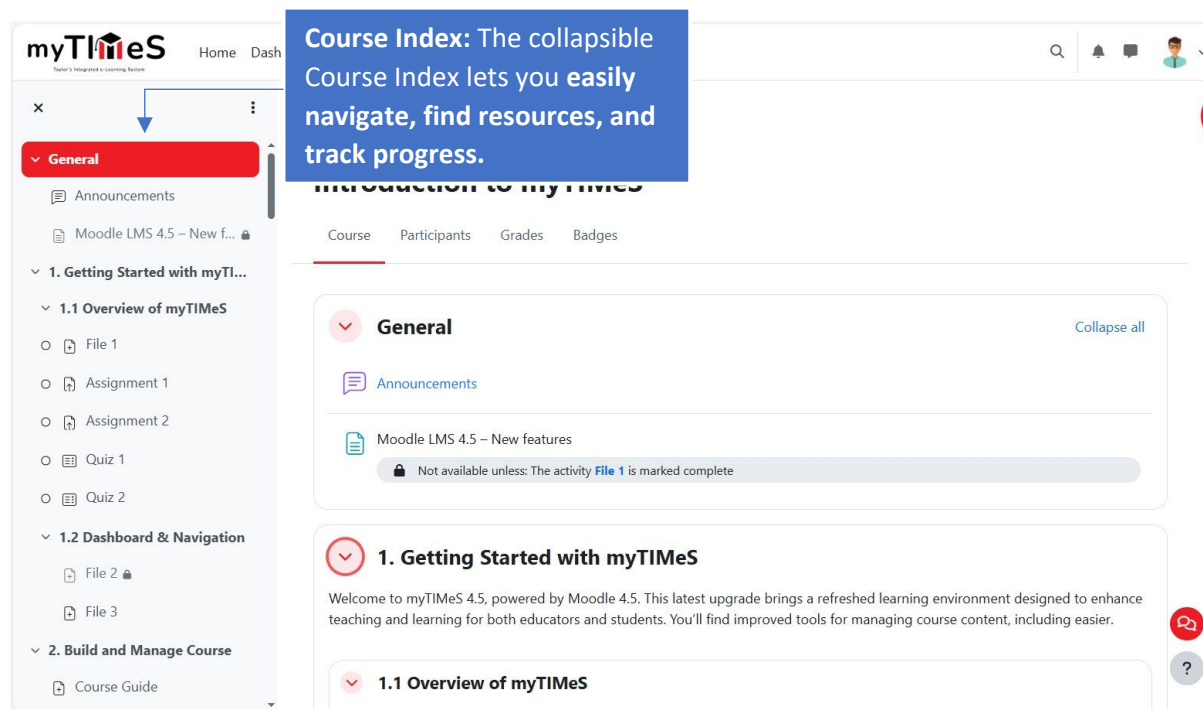 myTIMeS
Taylor's Integrated e-Learning System
Home Dash
Course Index: The collapsible
Course Index lets you easily
navigate, find resources, and
track progress.
General
Announcements
Moodle LMS 4.5 – New f...
1. Getting Started with myTI...
1.1 Overview of myTIMeS
File 1
Assignment 1
Assignment 2
Quiz 1
Quiz 2
1.2 Dashboard & Navigation
File 2
File 3
2. Build and Manage Course
Course Guide
Introduction to myTIMeS
Course Participants Grades Badges
General
Collapse all
Announcements
Moodle LMS 4.5 – New features
Not available unless: The activity File 1 is marked complete
1. Getting Started with myTIMeS
Welcome to myTIMeS 4.5, powered by Moodle 4.5. This latest upgrade brings a refreshed learning environment designed to enhance
teaching and learning for both educators and students. You’ll find improved tools for managing course content, including easier.
1.1 Overview of myTIMeS
?